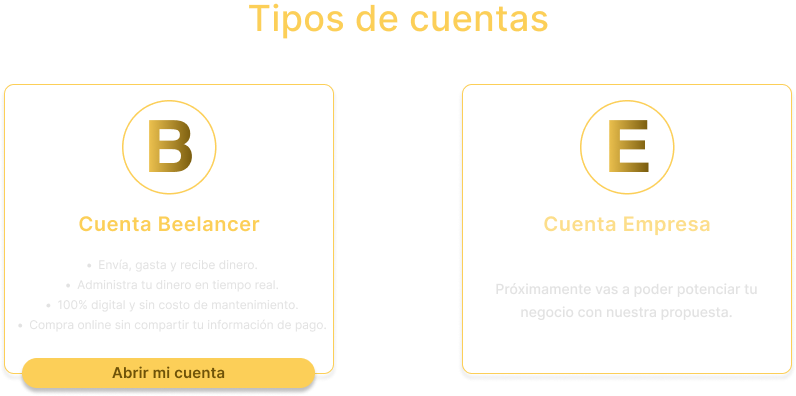 Tipos de cuentas
B
Cuenta Beelancer
• Envía, gasta y recibe dinero.
• Administra tu dinero en tiempo real.
• 100% digital y sin costo de mantenimiento.
• Compra online sin compartir tu información de pago.
Abrir mi cuenta
E
Cuenta Empresa
Próximamente vas a poder potenciar tu
negocio con nuestra propuesta.